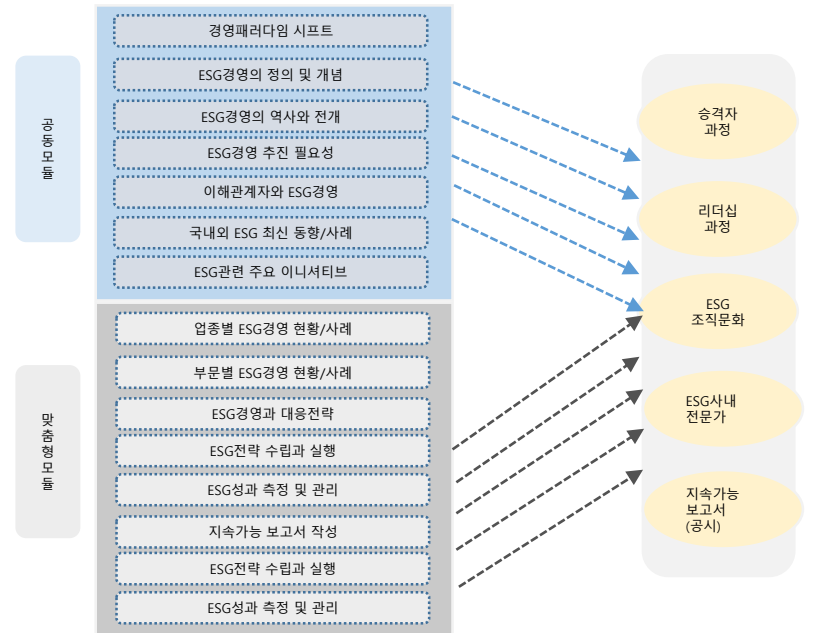 공동모듈
경영패러다임 시프트
ESG경영의 정의 및 개념
ESG경영의 역사와 전개
ESG경영 추진 필요성
이해관계자와 ESG경영
국내외 ESG 최신 동향/사례
ESG관련 주요 이니셔티브
맞춤형모듈
업종별 ESG경영 현황/사례
부문별 ESG경영 현황/사례
ESG경영과 대응전략
ESG전략 수립과 실행
ESG성과 측정 및 관리
지속가능 보고서 작성
ESG전략 수립과 실행
ESG성과 측정 및 관리
승격자
과정
리더십
과정
ESG
조직문화
ESG사내
전문가
지속가능
보고서
(공시)